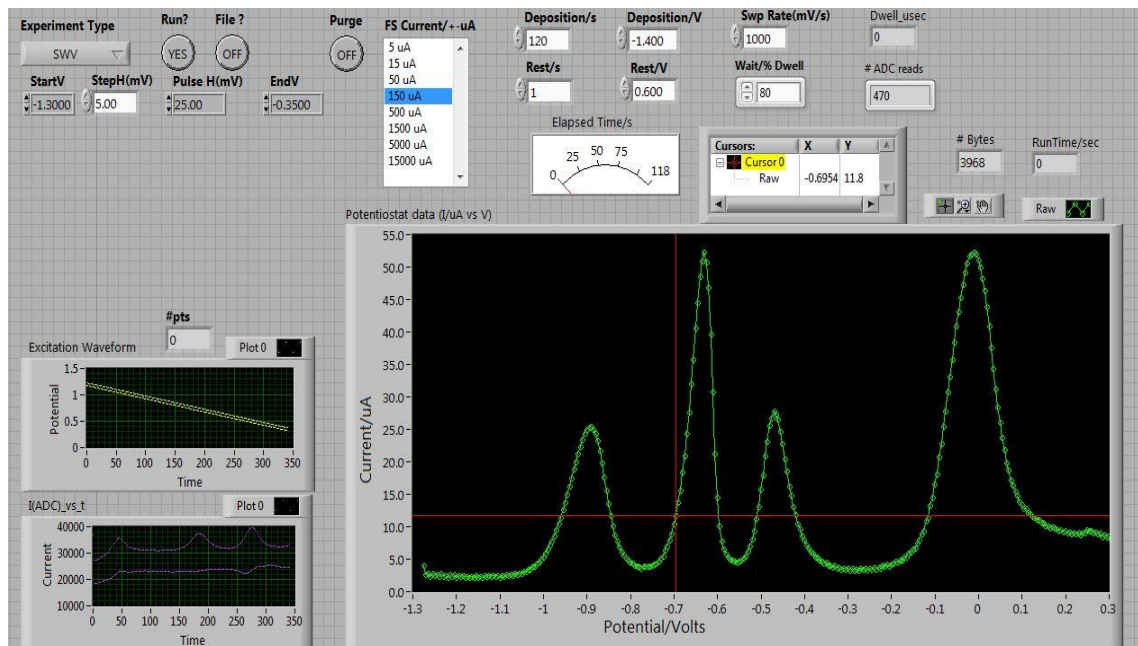 Experiment Type
Run?
File ?
Purge
SWV
YES
OFF
OFF
StartV
StepH(mV)
Pulse H(mV)
EndV
-1.3000
5.00
25.00
-0.3500
FS Current/+-uA
5 uA
15 uA
50 uA
150 uA
500 uA
1500 uA
5000 uA
15000 uA
Deposition/s
Deposition/V
Swp Rate(mV/s)
Dwell_usec
120
-1.400
1000
0
Rest/s
Rest/V
Wait/% Dwell
# ADC reads
1
0.600
80
470
Elapsed Time/s
0
25
50
75
118
Cursors:
X
Y
Cursor 0
Raw
-0.6954
11.8
# Bytes
RunTime/sec
3968
0
Raw
Potentiostat data (I/uA vs V)
55.0
50.0
45.0
40.0
35.0
30.0
25.0
20.0
15.0
10.0
5.0
0.0
Current/uA
-1.3
-1.2
-1.1
-1
-0.9
-0.8
-0.7
-0.6
-0.5
-0.4
-0.3
-0.2
-0.1
0
0.1
0.2
0.3
Potential/Volts
#pts
0
Excitation Waveform
Plot 0
1.5
1
0.5
0
Potential
0
50
100
150
200
250
300
350
Time
I(ADC)_vs_t
Plot 0
40000
30000
20000
10000
Current
0
50
100
150
200
250
300
350
Time